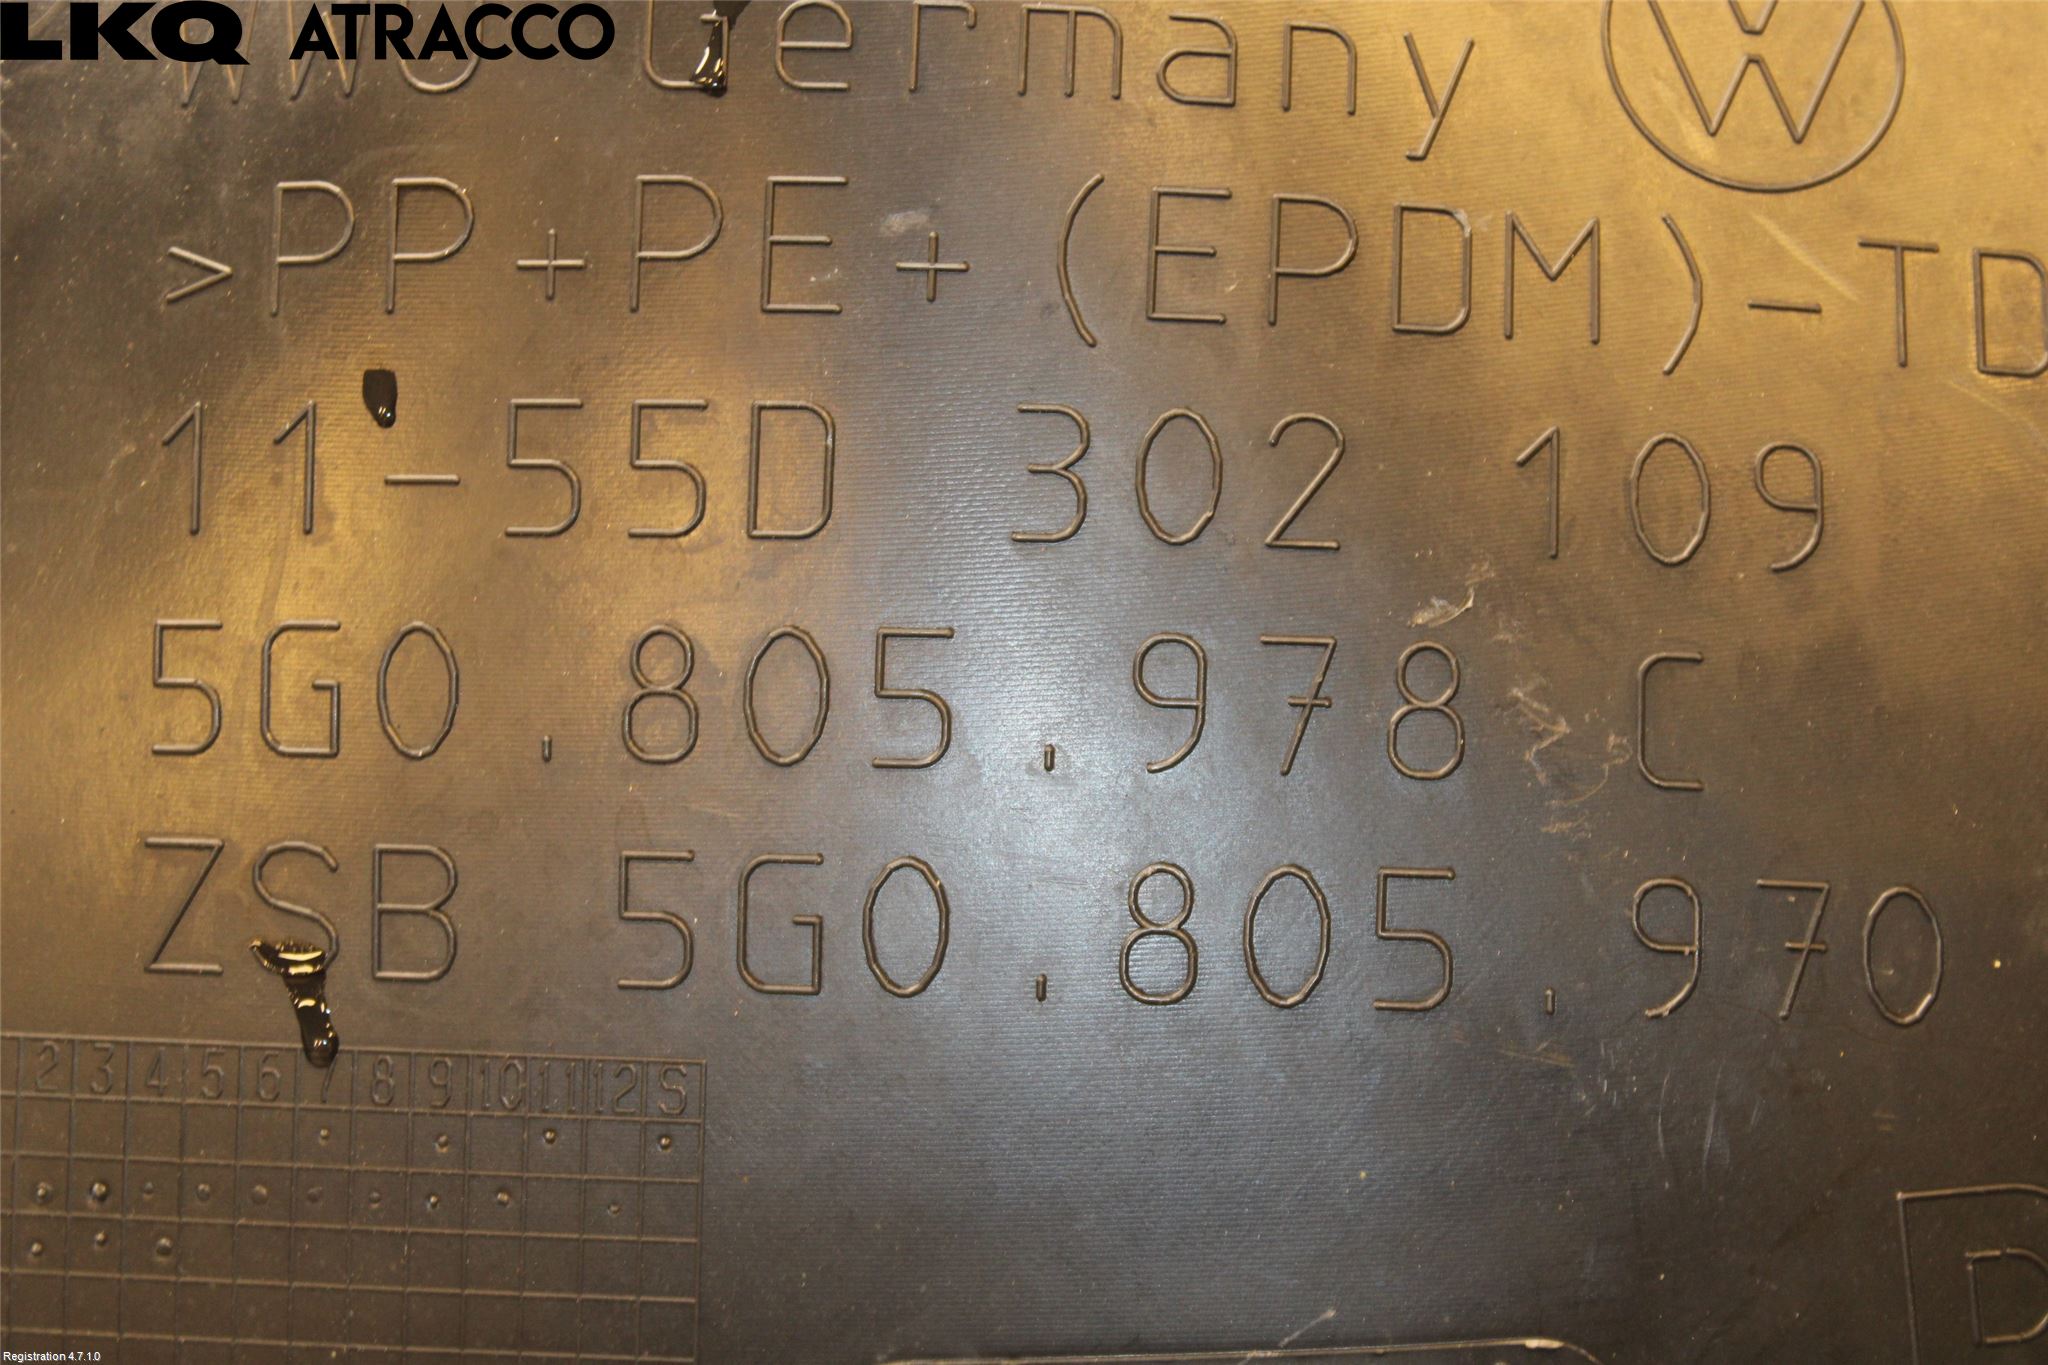 LKQ ATRACCO
Germany
>PP+PE+(EPDM)-TD
11-55D 302 109
5G0.805.978 C
ZSB 5G0.805.970
2 3 4 5 6 7 8 9 10 11 12 S
Registration 4.7.1.0